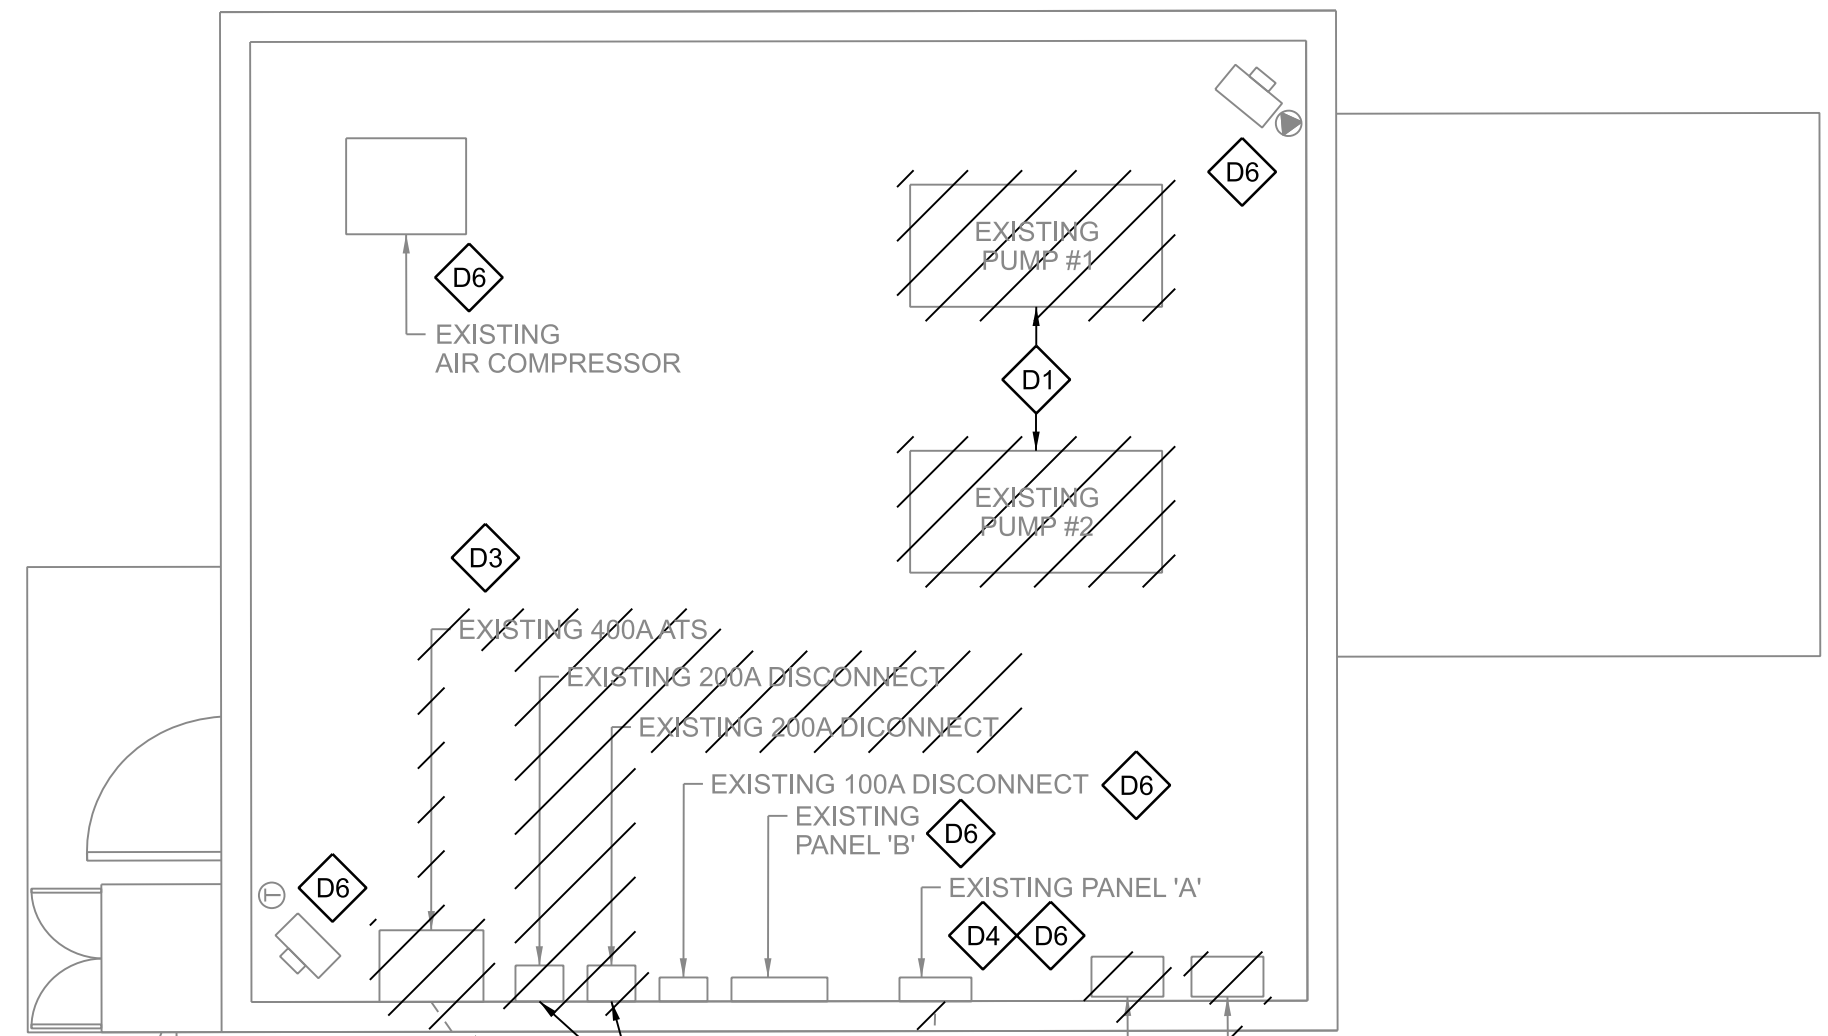 D6
EXISTING
PUMP #1
D6
EXISTING
AIR COMPRESSOR
D1
EXISTING
PUMP #2
D3
EXISTING 400A ATS
EXISTING 200A DISCONNECT
EXISTING 200A DICONNECT
EXISTING 100A DISCONNECT
D6
EXISTING
PANEL 'B'
D6
D6
T
EXISTING PANEL 'A'
D4 D6